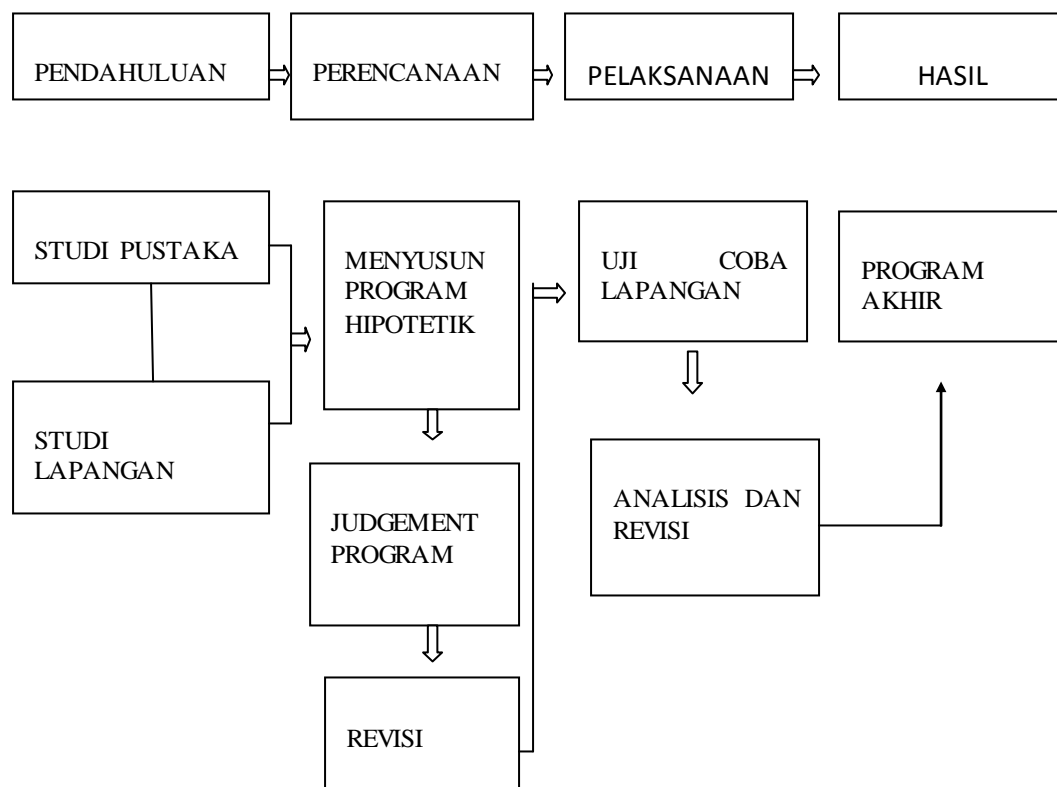 PENDAHULUAN
PERENCANAAN
PELAKSANAAN
HASIL
STUDI PUSTAKA
STUDI
LAPANGAN
MENYUSUN
PROGRAM
HIPOTETIK
JUDGEMENT
PROGRAM
REVISI
UJI COBA
LAPANGAN
ANALISIS DAN
REVISI
PROGRAM
AKHIR